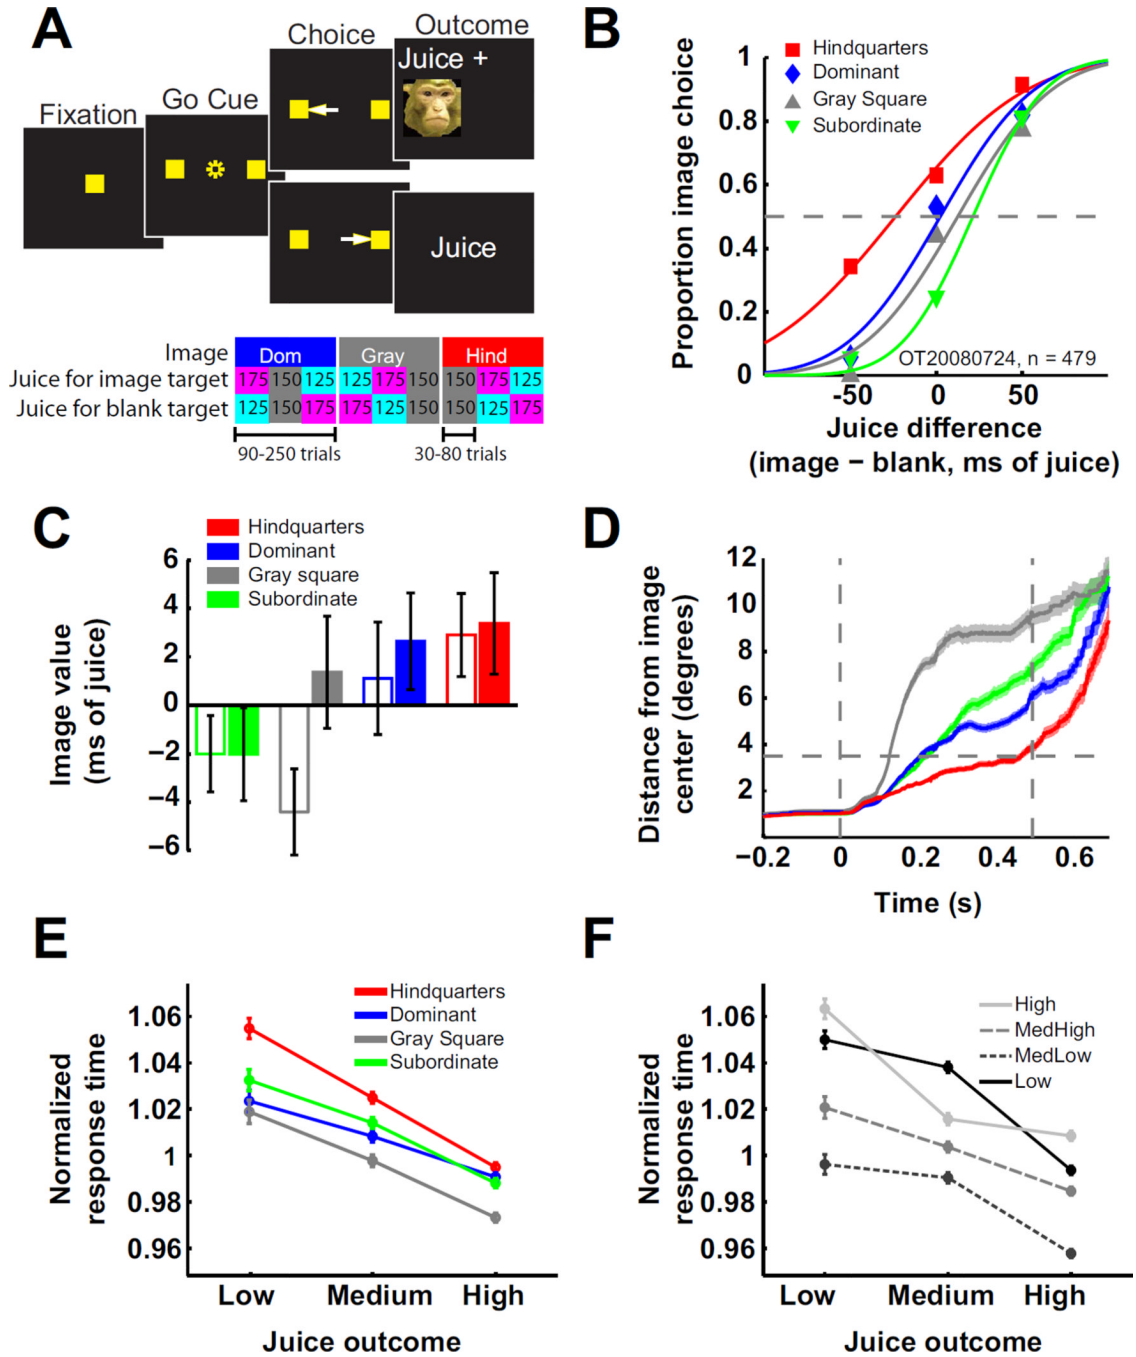 A
Fixation
Go Cue
Choice
Outcome
Juice +
Juice
Image Dom Gray Hind
Juice for image target 175 150 125 125 175 150 150 175 125
Juice for blank target 125 150 175 175 125 150 150 125 175
90-250 trials 30-80 trials
B
Hindquarters
Dominant
Gray Square
Subordinate
1
0.8
0.6
0.4
0.2
0
Proportion image choice
OT20080724, n = 479
-50 0 50
Juice difference
(image − blank, ms of juice)
C
Hindquarters
Dominant
Gray square
Subordinate
6
4
2
0
−2
−4
−6
Image value
(ms of juice)
D
12
10
8
6
4
2
Distance from image
center (degrees)
−0.2 0 0.2 0.4 0.6
Time (s)
E
Hindquarters
Dominant
Gray Square
Subordinate
1.06
1.04
1.02
1
0.98
0.96
Normalized
response time
Low Medium High
Juice outcome
F
High
MedHigh
MedLow
Low
1.06
1.04
1.02
1
0.98
0.96
Normalized
response time
Low Medium High
Juice outcome